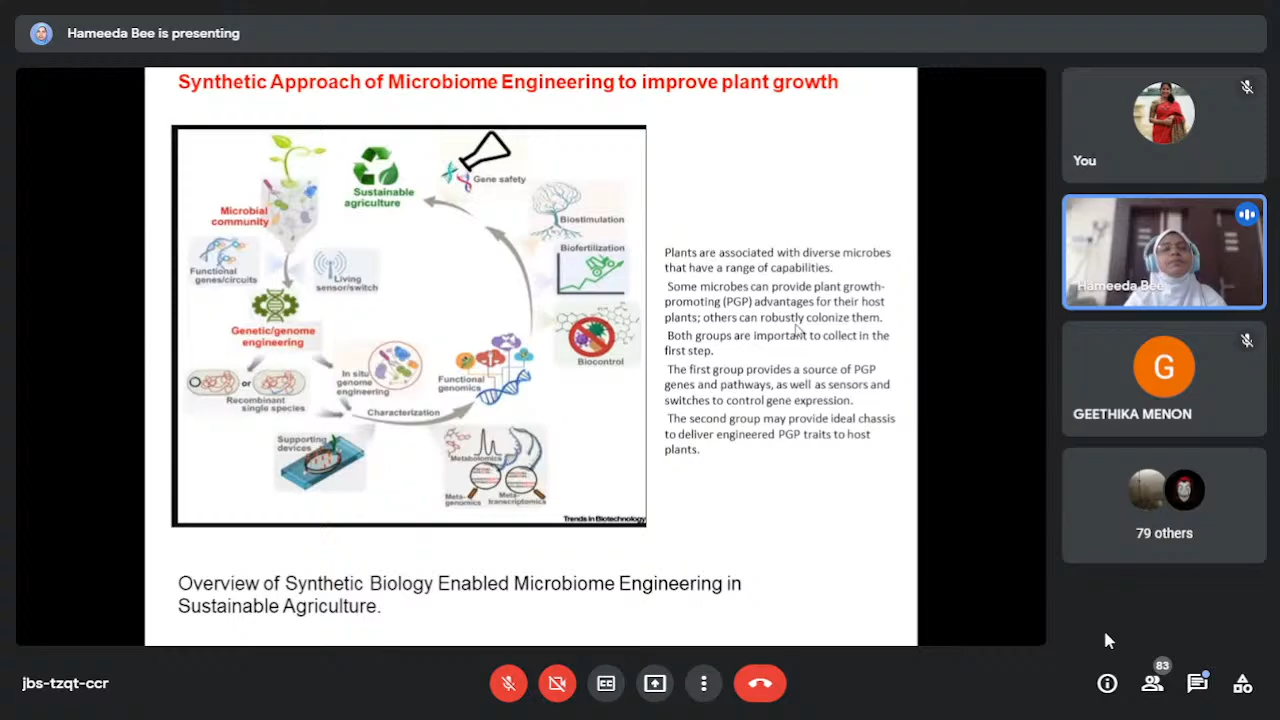 Hameeda Bee is presenting
Synthetic Approach of Microbiome Engineering to improve plant growth
Gene safety
Sustainable
agriculture
Microbial
community
Biostimulation
Biofertilization
Functional
genes/circuits
Living
sensor/switch
Genetic/genome
engineering
Biocontrol
or
Recombinant
single species
In situ
genome
engineering
Functional
genomics
Characterization
Supporting
devices
Metabolomics
Meta-
genomics
Meta-
transcriptomics
Trends in Biotechnology
Plants are associated with diverse microbes
that have a range of capabilities.
Some microbes can provide plant growth-
promoting (PGP) advantages for their host
plants; others can robustly colonize them.
Both groups are important to collect in the
first step.
The first group provides a source of PGP
genes and pathways, as well as sensors and
switches to control gene expression.
The second group may provide ideal chassis
to deliver engineered PGP traits to host
plants.
Overview of Synthetic Biology Enabled Microbiome Engineering in
Sustainable Agriculture.
You
Hameeda Bee
G
GEETHIKA MENON
79 others
jbs-tzqt-ccr
CC
83